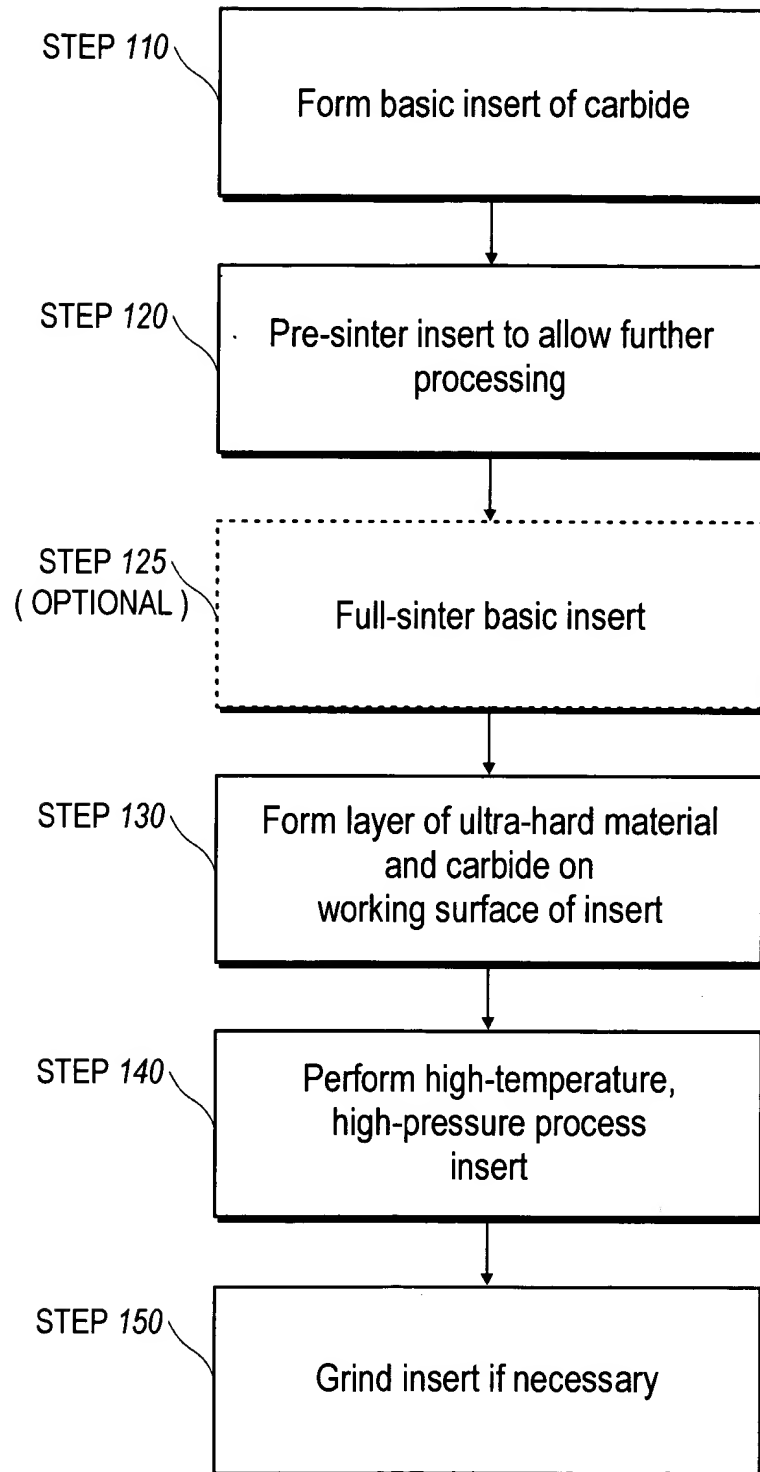 STEP 110
Form basic insert of carbide
STEP 120
Pre-sinter insert to allow further
processing
STEP 125
( OPTIONAL )
Full-sinter basic insert
STEP 130
Form layer of ultra-hard material
and carbide on
working surface of insert
STEP 140
Perform high-temperature,
high-pressure process
insert
STEP 150
Grind insert if necessary